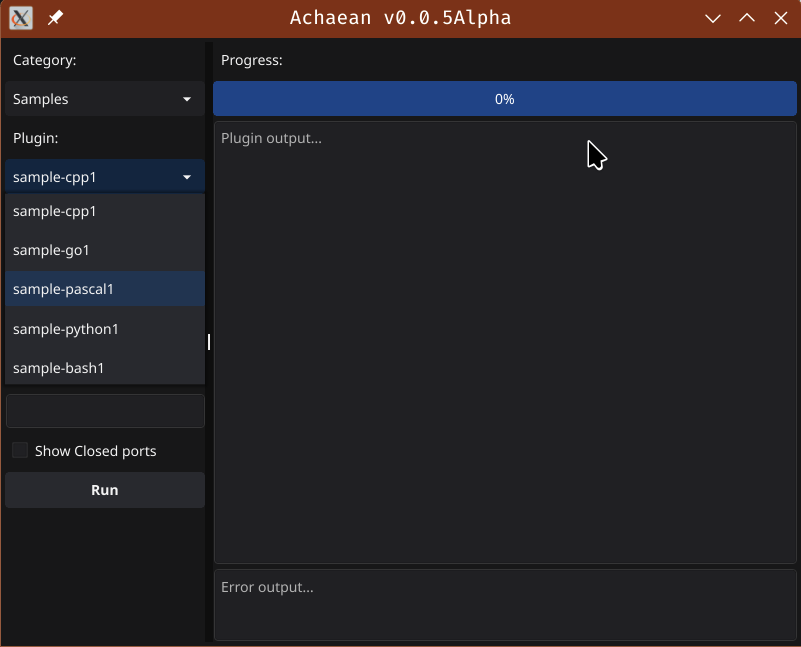 Achaean v0.0.5Alpha
Category:
Samples
Plugin:
sample-cpp1
sample-cpp1
sample-go1
sample-pascal1
sample-python1
sample-bash1
Show Closed ports
Run
Progress:
0%
Plugin output...
Error output...